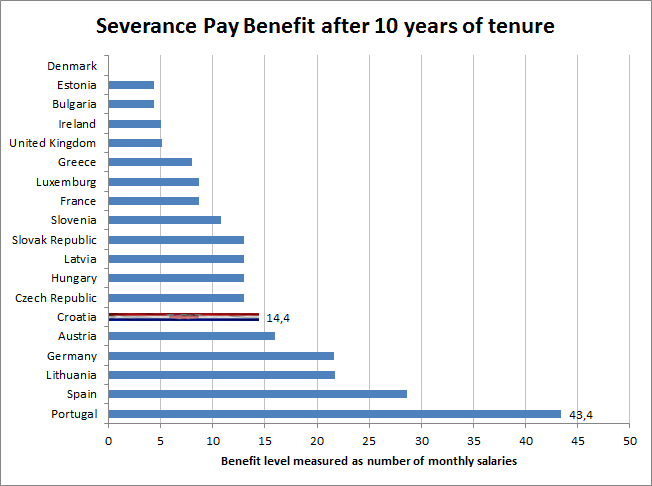 Severance Pay Benefit after 10 years of tenure
Denmark
Estonia
Bulgaria
Ireland
United Kingdom
Greece
Luxemburg
France
Slovenia
Slovak Republic
Latvia
Hungary
Czech Republic
Croatia 14,4
Austria
Germany
Lithuania
Spain
Portugal 43,4
0 5 10 15 20 25 30 35 40 45 50
Benefit level measured as number of monthly salaries